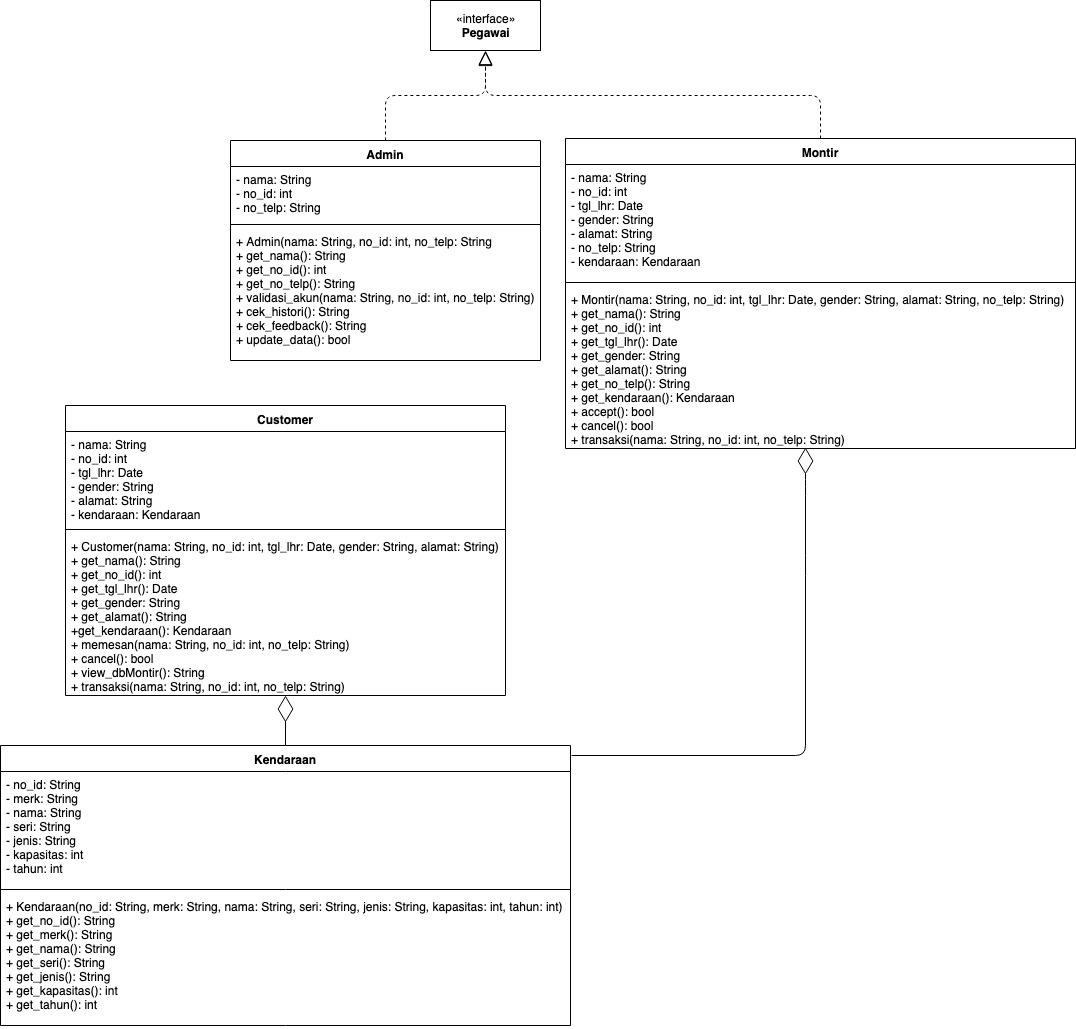 «interface»
Pegawai
Admin
- nama: String
- no_id: int
- no_telp: String
+ Admin(nama: String, no_id: int, no_telp: String
+ get_nama(): String
+ get_no_id(): int
+ get_no_telp(): String
+ validasi_akun(nama: String, no_id: int, no_telp: String)
+ cek_histori(): String
+ cek_feedback(): String
+ update_data(): bool
Montir
- nama: String
- no_id: int
- tgl_lhr: Date
- gender: String
- alamat: String
- no_telp: String
- kendaraan: Kendaraan
+ Montir(nama: String, no_id: int, tgl_lhr: Date, gender: String, alamat: String, no_telp: String)
+ get_nama(): String
+ get_no_id(): int
+ get_tgl_lhr(): Date
+ get_gender: String
+ get_alamat(): String
+ get_no_telp(): String
+ get_kendaraan(): Kendaraan
+ accept(): bool
+ cancel(): bool
+ transaksi(nama: String, no_id: int, no_telp: String)
Customer
- nama: String
- no_id: int
- tgl_lhr: Date
- gender: String
- alamat: String
- kendaraan: Kendaraan
+ Customer(nama: String, no_id: int, tgl_lhr: Date, gender: String, alamat: String)
+ get_nama(): String
+ get_no_id(): int
+ get_tgl_lhr(): Date
+ get_gender: String
+ get_alamat(): String
+get_kendaraan(): Kendaraan
+ memesan(nama: String, no_id: int, no_telp: String)
+ cancel(): bool
+ view_dbMontir(): String
+ transaksi(nama: String, no_id: int, no_telp: String)
Kendaraan
- no_id: String
- merk: String
- nama: String
- seri: String
- jenis: String
- kapasitas: int
- tahun: int
+ Kendaraan(no_id: String, merk: String, nama: String, seri: String, jenis: String, kapasitas: int, tahun: int)
+ get_no_id(): String
+ get_merk(): String
+ get_nama(): String
+ get_seri(): String
+ get_jenis(): String
+ get_kapasitas(): int
+ get_tahun(): int